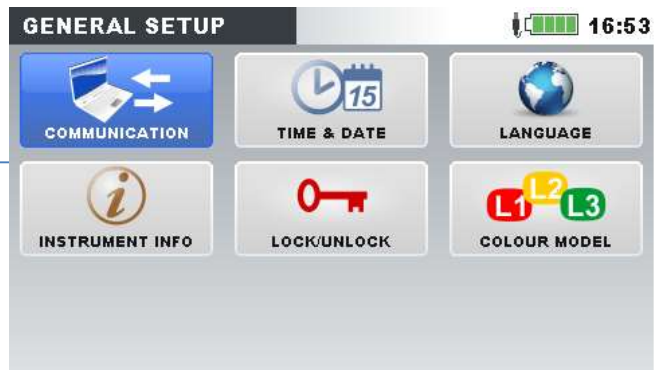 GENERAL SETUP 16:53
15
COMMUNICATION TIME & DATE LANGUAGE
i L1 L2 L3
INSTRUMENT INFO LOCK/UNLOCK COLOUR MODEL